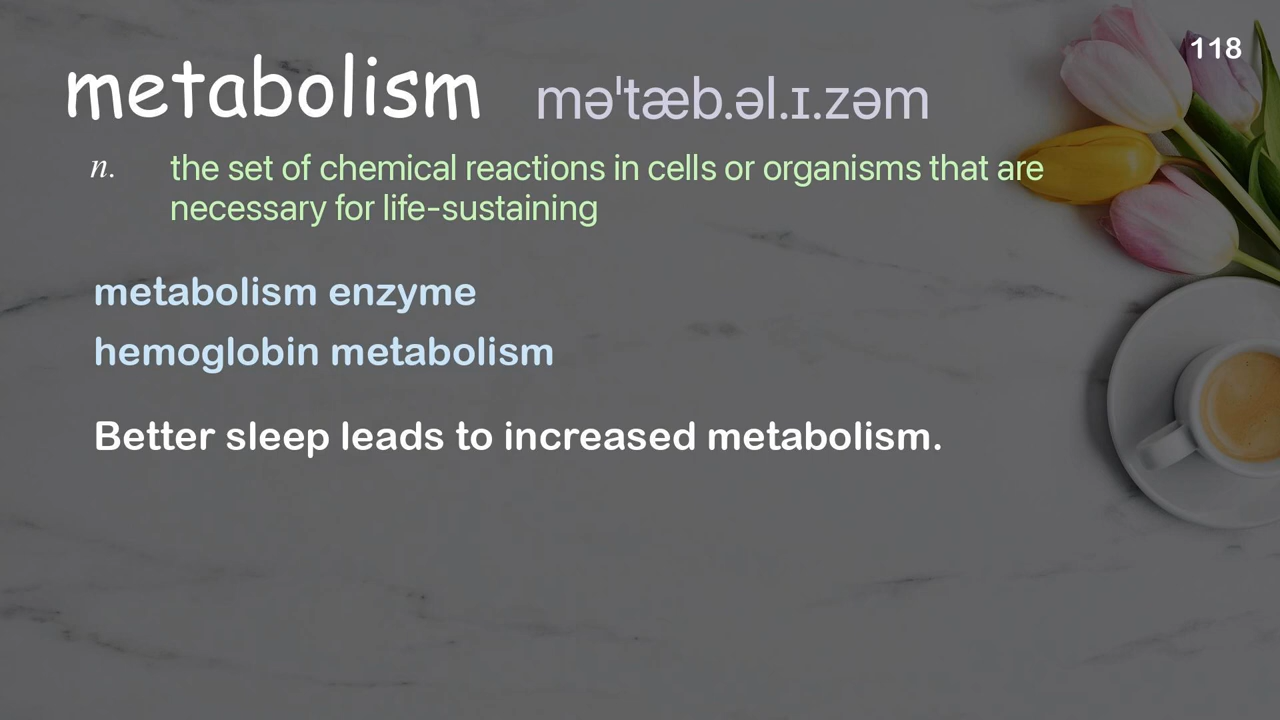 118
metabolism məˈtæb.əl.ɪ.zəm
n. the set of chemical reactions in cells or organisms that are
necessary for life-sustaining
metabolism enzyme
hemoglobin metabolism
Better sleep leads to increased metabolism.